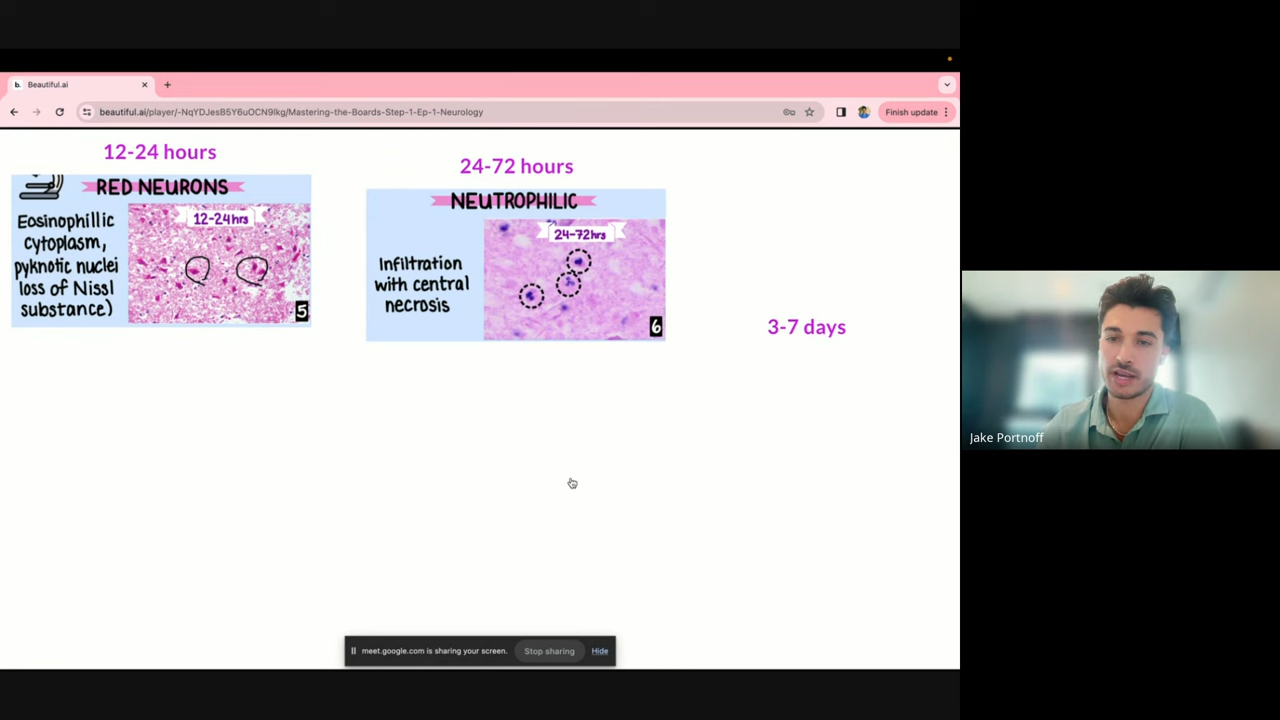 b. Beautiful.ai
beautiful.ai/player/-NqYDJesB5Y6uOCN9lkg/Mastering-the-Boards-Step-1-Ep-1-Neurology
Finish update
12-24 hours
RED NEURONS
Eosinophillic
cytoplasm,
pyknotic nuclei
loss of Nissl
substance)
12-24hrs
5
24-72 hours
NEUTROPHILIC
Infiltration
with central
necrosis
24-72hrs
6
3-7 days
Jake Portnoff
meet.google.com is sharing your screen.
Stop sharing
Hide